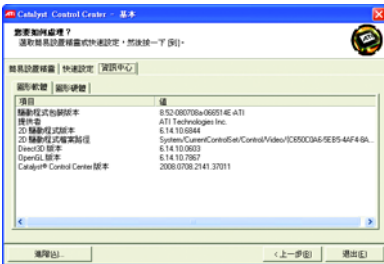 ATI Catalyst Control Center - 基本
您要如何處理？
選取簡易設置精靈或快速設定，然後按一下 [到]。
簡易設置精靈 快速設定 資訊中心
圖形軟體 圖形硬體
項目 值
驅動程式包裝版本 8.52-080708a-066514E-ATI
提供者 ATI Technologies Inc.
2D 驅動程式版本 6.14.10.6844
2D 驅動程式檔案路徑 System/CurrentControlSet/Control/Video/{C650C0A6-5EB5-4AF4-8A...
Direct3D 版本 6.14.10.0603
OpenGL 版本 6.14.10.7867
Catalyst® Control Center 版本 2008.0708.2141.37011
進階(A)... <上一步(B) 退出(E)